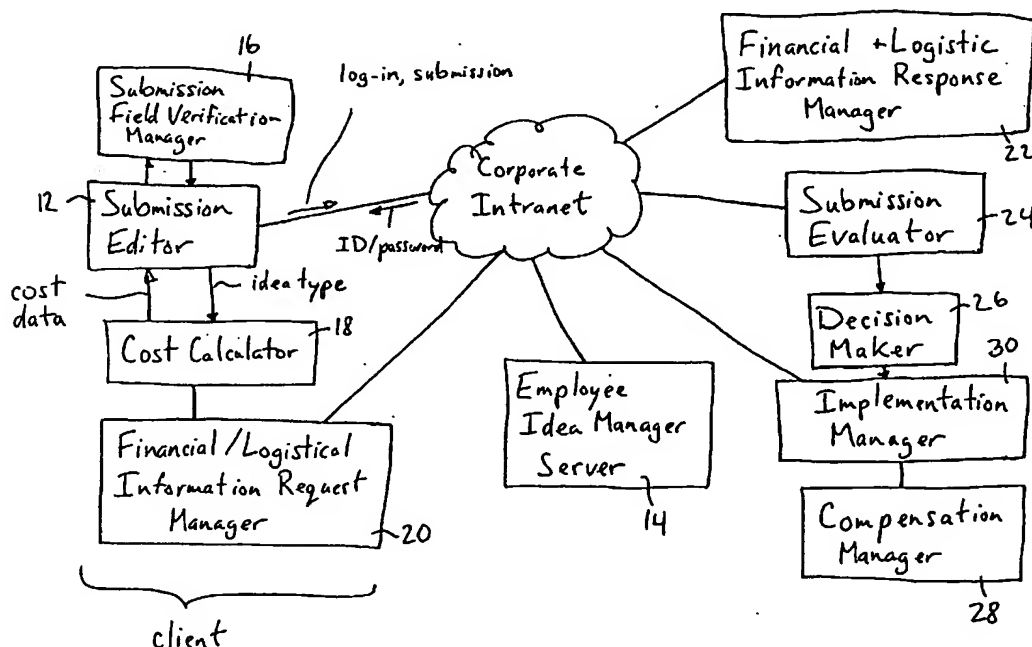 16
Submission
Field Verification
Manager
log-in, submission
12
Submission
Editor
ID/password
cost
data
idea type
18
Cost Calculator
Financial/Logistical
Information Request
Manager
20
client
Corporate
Intranet
Employee
Idea Manager
Server
14
Financial + Logistic
Information Response
Manager
22
Submission
Evaluator
24
26
Decision
Maker
30
Implementation
Manager
Compensation
Manager
28